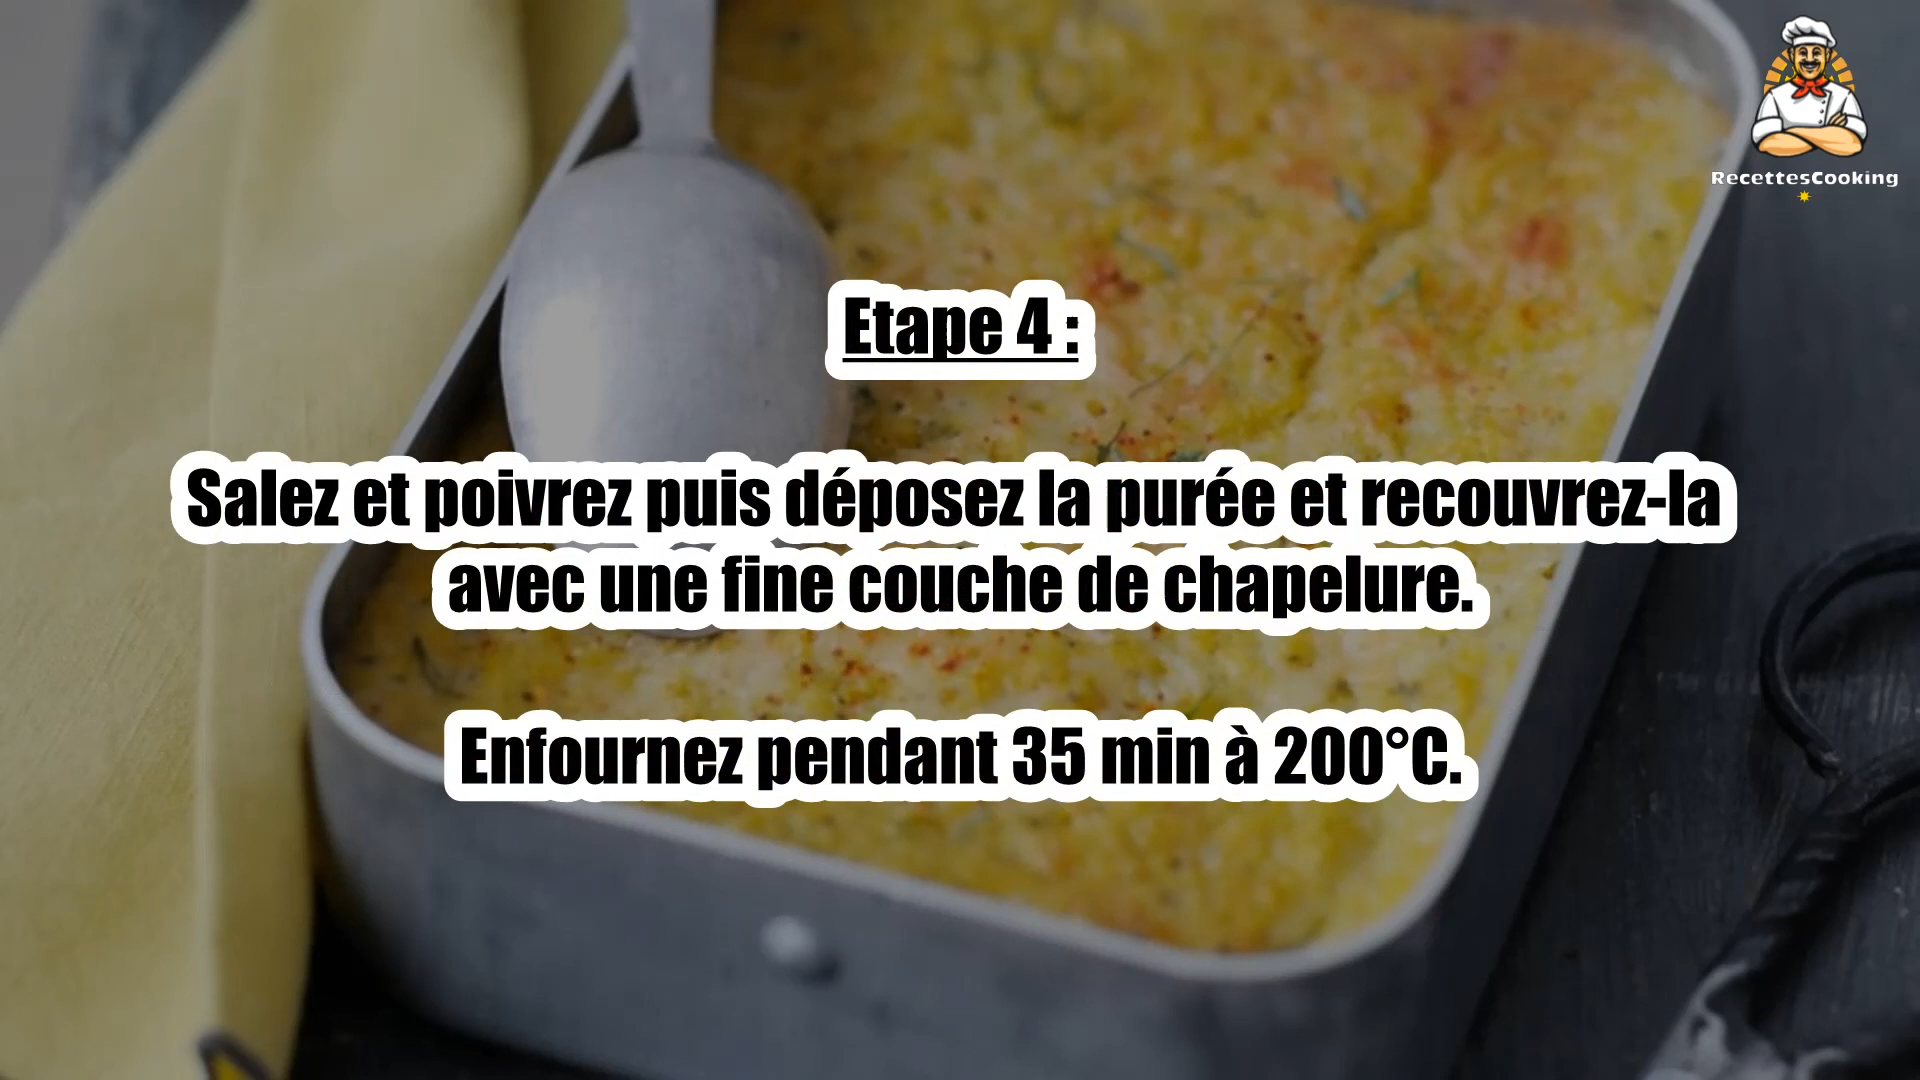 RecettesCooking
Etape 4 :
Salez et poivrez puis déposez la purée et recouvrez-la
avec une fine couche de chapelure.
Enfournez pendant 35 min à 200°C.